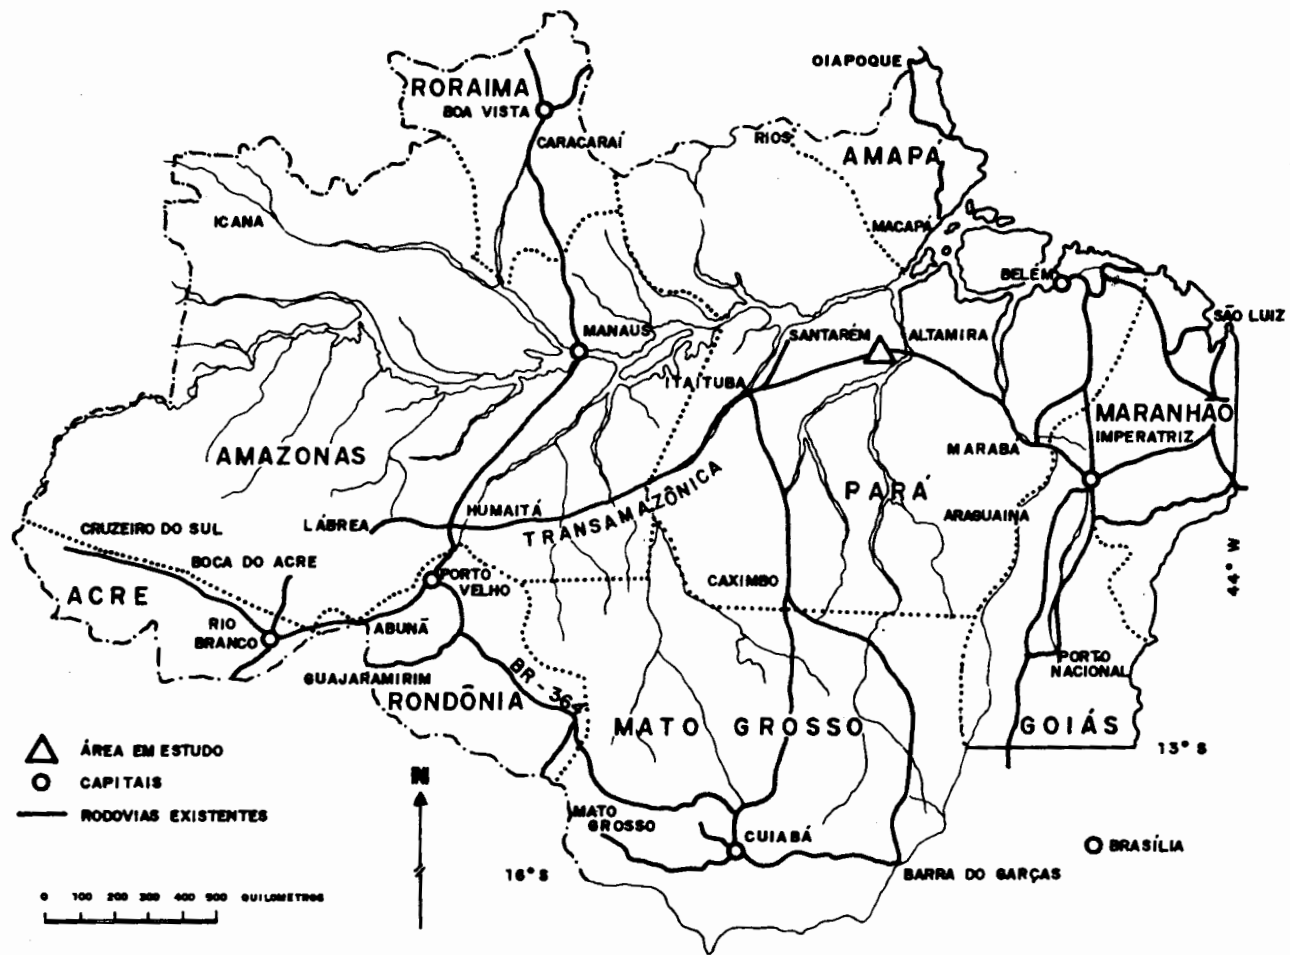 OIAPOQUE
RORAIMA
BOA VISTA
CARACARAÍ
RIOS
AMAPÁ
ICANA
MACAPÁ
BELÉM
SÃO LUIZ
MANAUS
SANTARÉM
ALTAMIRA
ITAÍTUBA
MARANHÃO
IMPERATRIZ
AMAZONAS
MARABÁ
PARÁ
TRANSAMAZÔNICA
HUMAITÁ
LÁBREA
ARAGUAINA
CRUZEIRO DO SUL
BOCA DO ACRE
44° W
ACRE
PORTO
VELHO
CAXIMBO
RIO
BRANCO
ABUNÃ
GUAJARAMIRIM
PORTO
NACIONAL
BR - 364
RONDÔNIA
MATO GROSSO
GOIÁS
13° S
ÁREA EM ESTUDO
CAPITAIS
RODOVIAS EXISTENTES
N
MATO
GROSSO
CUIABÁ
BRASÍLIA
16° S
BARRA DO GARÇAS
0 100 200 300 400 500 QUILOMETROS